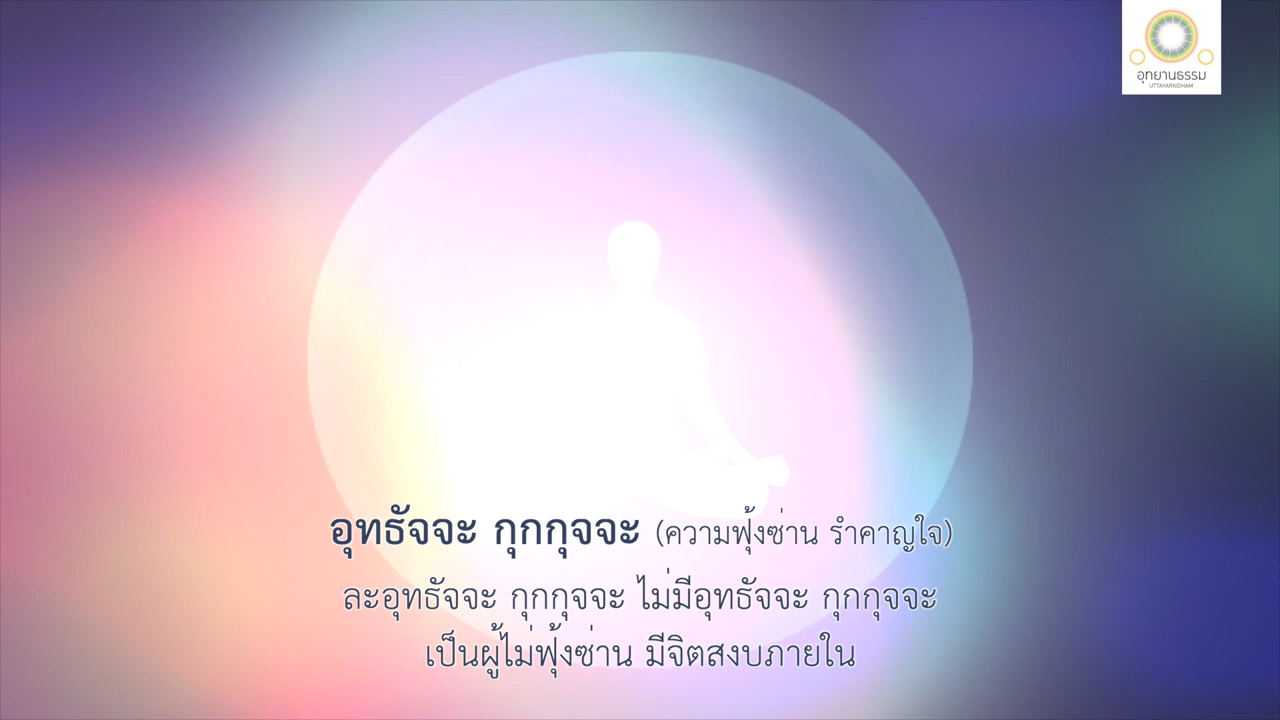 อุทยานธรรม
UTTAYARNDHAM
อุทธัจจะ กุกกุจจะ (ความฟุ้งซ่าน รำคาญใจ)
ละอุทธัจจะ กุกกุจจะ ไม่มีอุทธัจจะ กุกกุจจะ
เป็นผู้ไม่ฟุ้งซ่าน มีจิตสงบภายใน